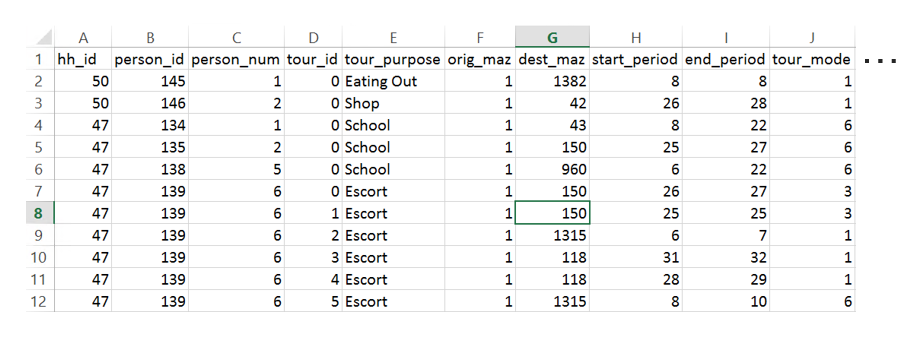 A B C D E F G H I J
1 hh_id person_id person_num tour_id tour_purpose orig_maz dest_maz start_period end_period tour_mode ....
2 50 145 1 0 Eating Out 1 1382 8 8 1
3 50 146 2 0 Shop 1 42 26 28 1
4 47 134 1 0 School 1 43 8 22 6
5 47 135 2 0 School 1 150 25 27 6
6 47 138 5 0 School 1 960 6 22 6
7 47 139 6 0 Escort 1 150 26 27 3
8 47 139 6 1 Escort 1 150 25 25 3
9 47 139 6 2 Escort 1 1315 6 7 1
10 47 139 6 3 Escort 1 118 31 32 1
11 47 139 6 4 Escort 1 118 28 29 1
12 47 139 6 5 Escort 1 1315 8 10 6